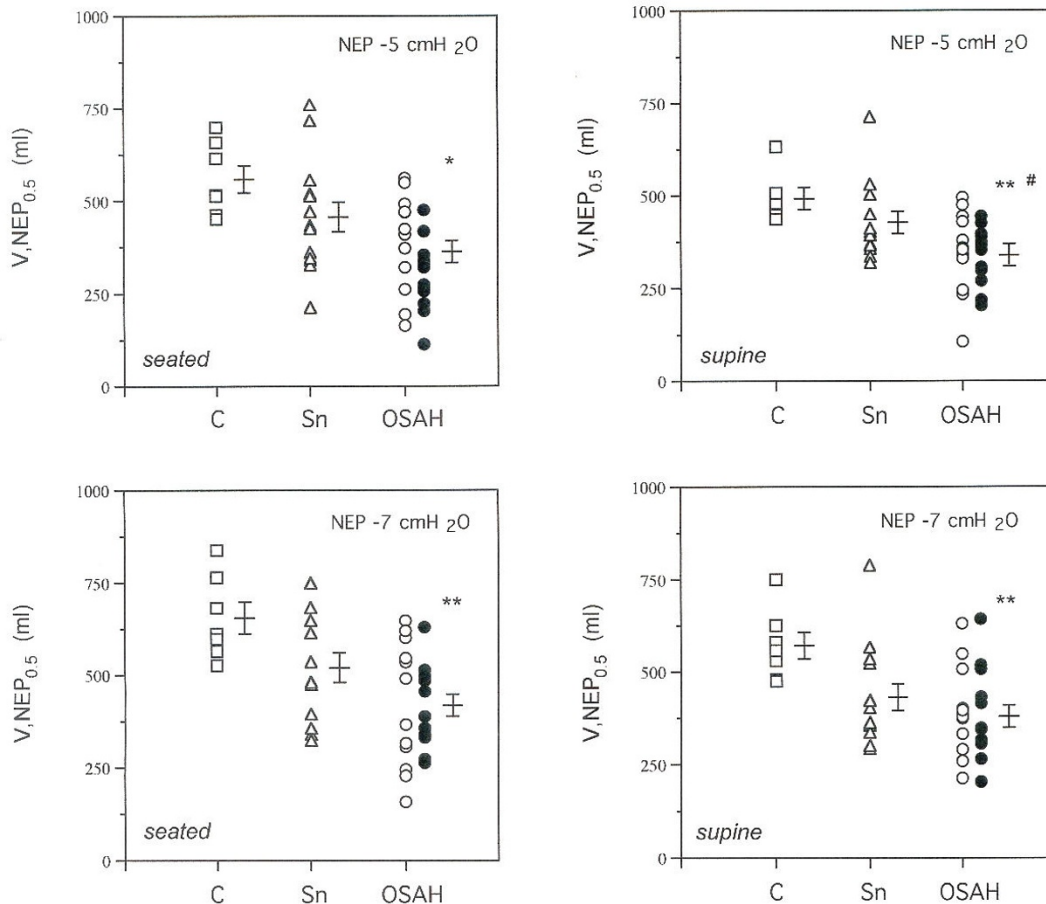 1000
NEP -5 cmH 2O
750
V,NEP0.5 (ml)
*
500
250
seated
0
C Sn OSAH
1000
NEP -5 cmH 2O
750
V,NEP0.5 (ml)
** #
500
250
supine
0
C Sn OSAH
1000
NEP -7 cmH 2O
750
V,NEP0.5 (ml)
**
500
250
seated
0
C Sn OSAH
1000
NEP -7 cmH 2O
750
V,NEP0.5 (ml)
**
500
250
supine
0
C Sn OSAH